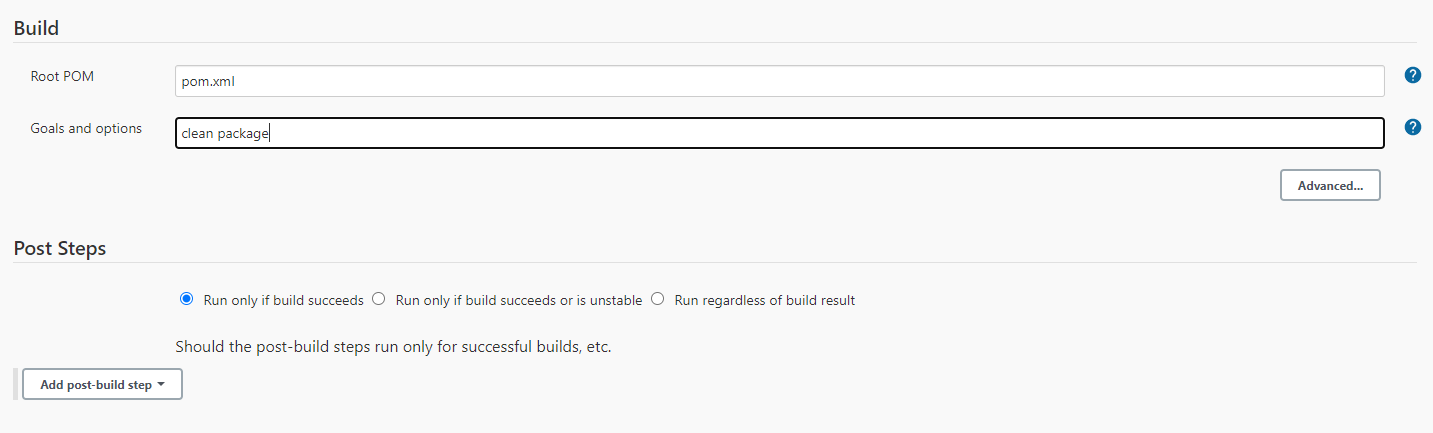 Build
Root POM
pom.xml
?
Goals and options
clean package
?
Advanced...
Post Steps
Run only if build succeeds Run only if build succeeds or is unstable Run regardless of build result
Should the post-build steps run only for successful builds, etc.
Add post-build step